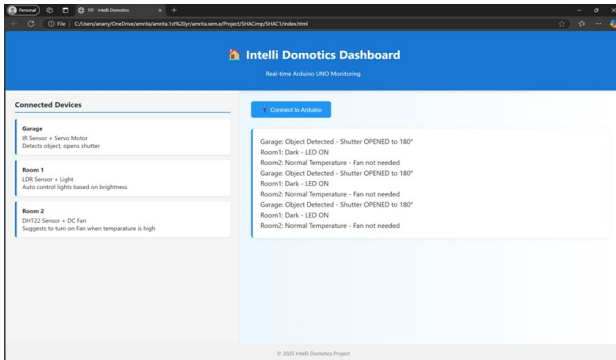 Personal
Intelli Domotics
File
C:/Users/anany/OneDrive/amrita/amrita.1st%20yr/amrita.sem.e/Project/SHACimp/SHAC1/index.html
Intelli Domotics Dashboard
Real-time Arduino UNO Monitoring
Connected Devices
Garage
IR Sensor + Servo Motor
Detects object, opens shutter
Room 1
LDR Sensor + Light
Auto control lights based on brightness
Room 2
DHT22 Sensor + DC Fan
Suggests to turn on Fan when temparature is high
Connect to Arduino
Garage: Object Detected - Shutter OPENED to 180°
Room1: Dark - LED ON
Room2: Normal Temperature - Fan not needed
Garage: Object Detected - Shutter OPENED to 180°
Room1: Dark - LED ON
Room2: Normal Temperature - Fan not needed
Garage: Object Detected - Shutter OPENED to 180°
Room1: Dark - LED ON
Room2: Normal Temperature - Fan not needed
© 2025 Intelli Domotics Project